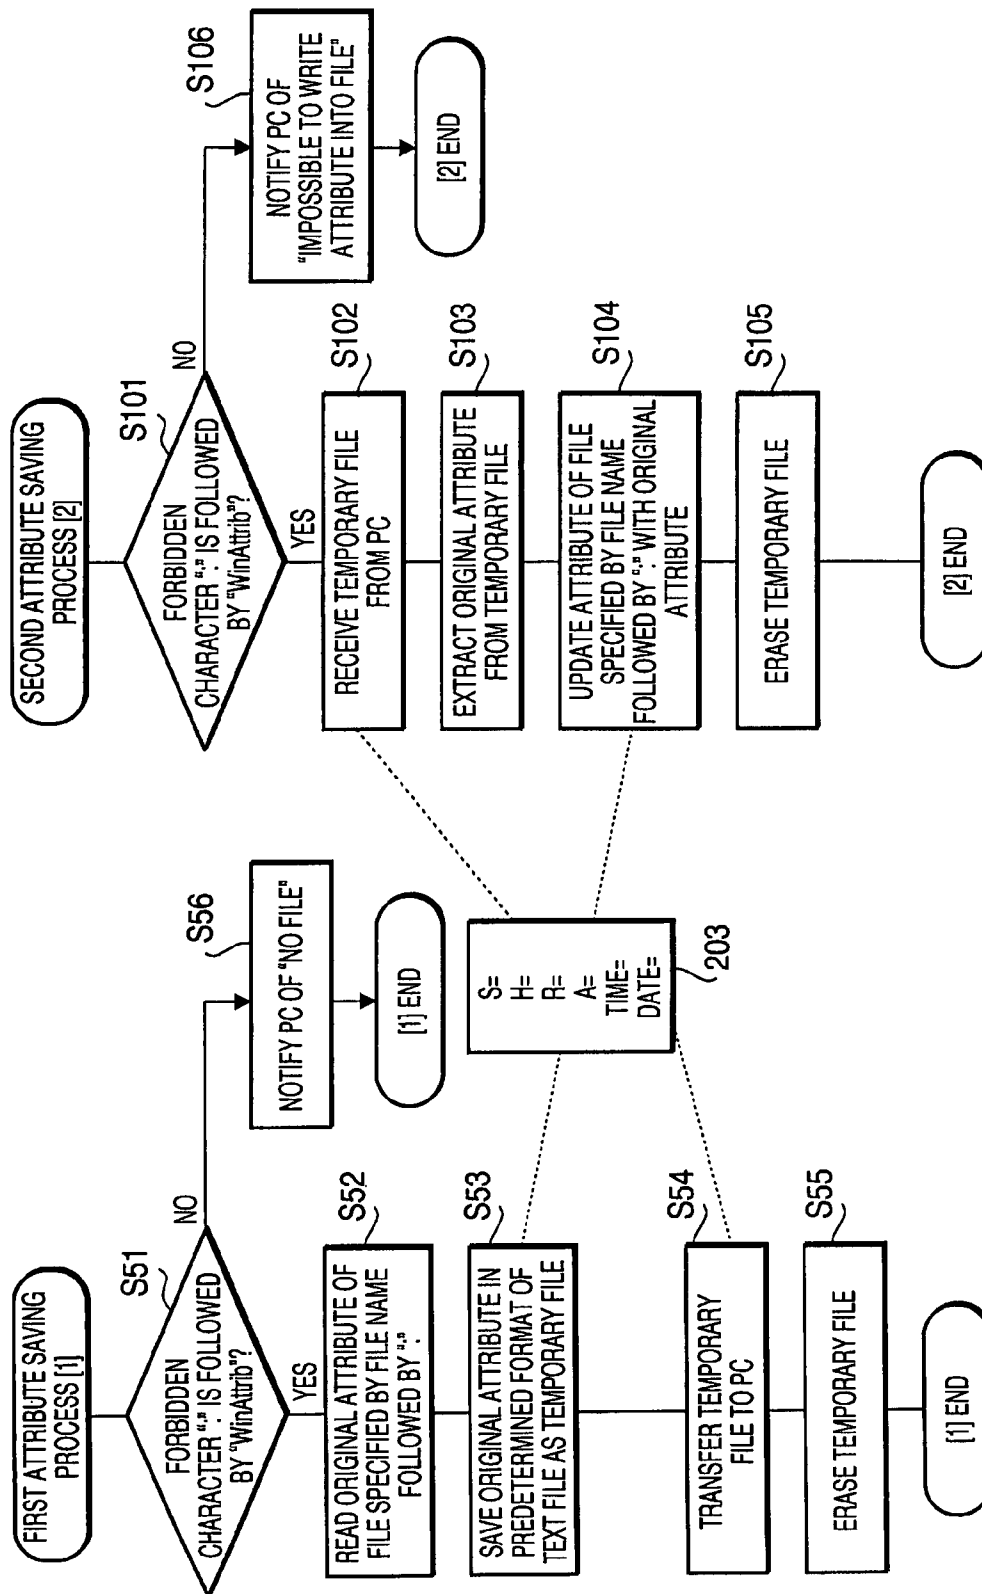 FIRST ATTRIBUTE SAVING
PROCESS [1]
S51
FORBIDDEN
CHARACTER ":" IS FOLLOWED
BY "WinAttrib"?
NO
YES
S56
NOTIFY PC OF "NO FILE"
[1] END
S52
READ ORIGINAL ATTRIBUTE OF
FILE SPECIFIED BY FILE NAME
FOLLOWED BY ":"
S53
SAVE ORIGINAL ATTRIBUTE IN
PREDETERMINED FORMAT OF
TEXT FILE AS TEMPORARY FILE
S54
TRANSFER TEMPORARY
FILE TO PC
S55
ERASE TEMPORARY FILE
[1] END
S=
H=
R=
A=
TIME=
DATE=
203
SECOND ATTRIBUTE SAVING
PROCESS [2]
S101
FORBIDDEN
CHARACTER ":" IS FOLLOWED
BY "WinAttrib"?
NO
YES
S106
NOTIFY PC OF
"IMPOSSIBLE TO WRITE
ATTRIBUTE INTO FILE"
[2] END
S102
RECEIVE TEMPORARY FILE
FROM PC
S103
EXTRACT ORIGINAL ATTRIBUTE
FROM TEMPORARY FILE
S104
UPDATE ATTRIBUTE OF FILE
SPECIFIED BY FILE NAME
FOLLOWED BY ":" WITH ORIGINAL
ATTRIBUTE
S105
ERASE TEMPORARY FILE
[2] END